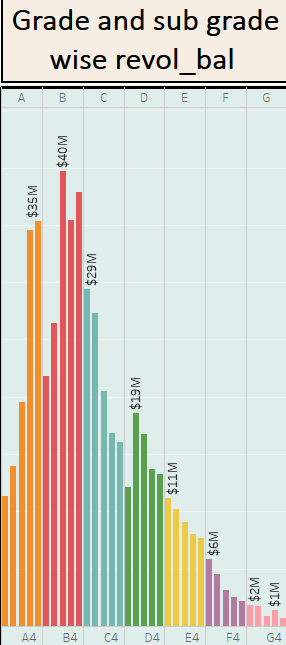 Grade and sub grade
wise revol_bal
A B C D E F G
$35M $40M $29M $19M $11M $6M $2M $1M
A4 B4 C4 D4 E4 F4 G4